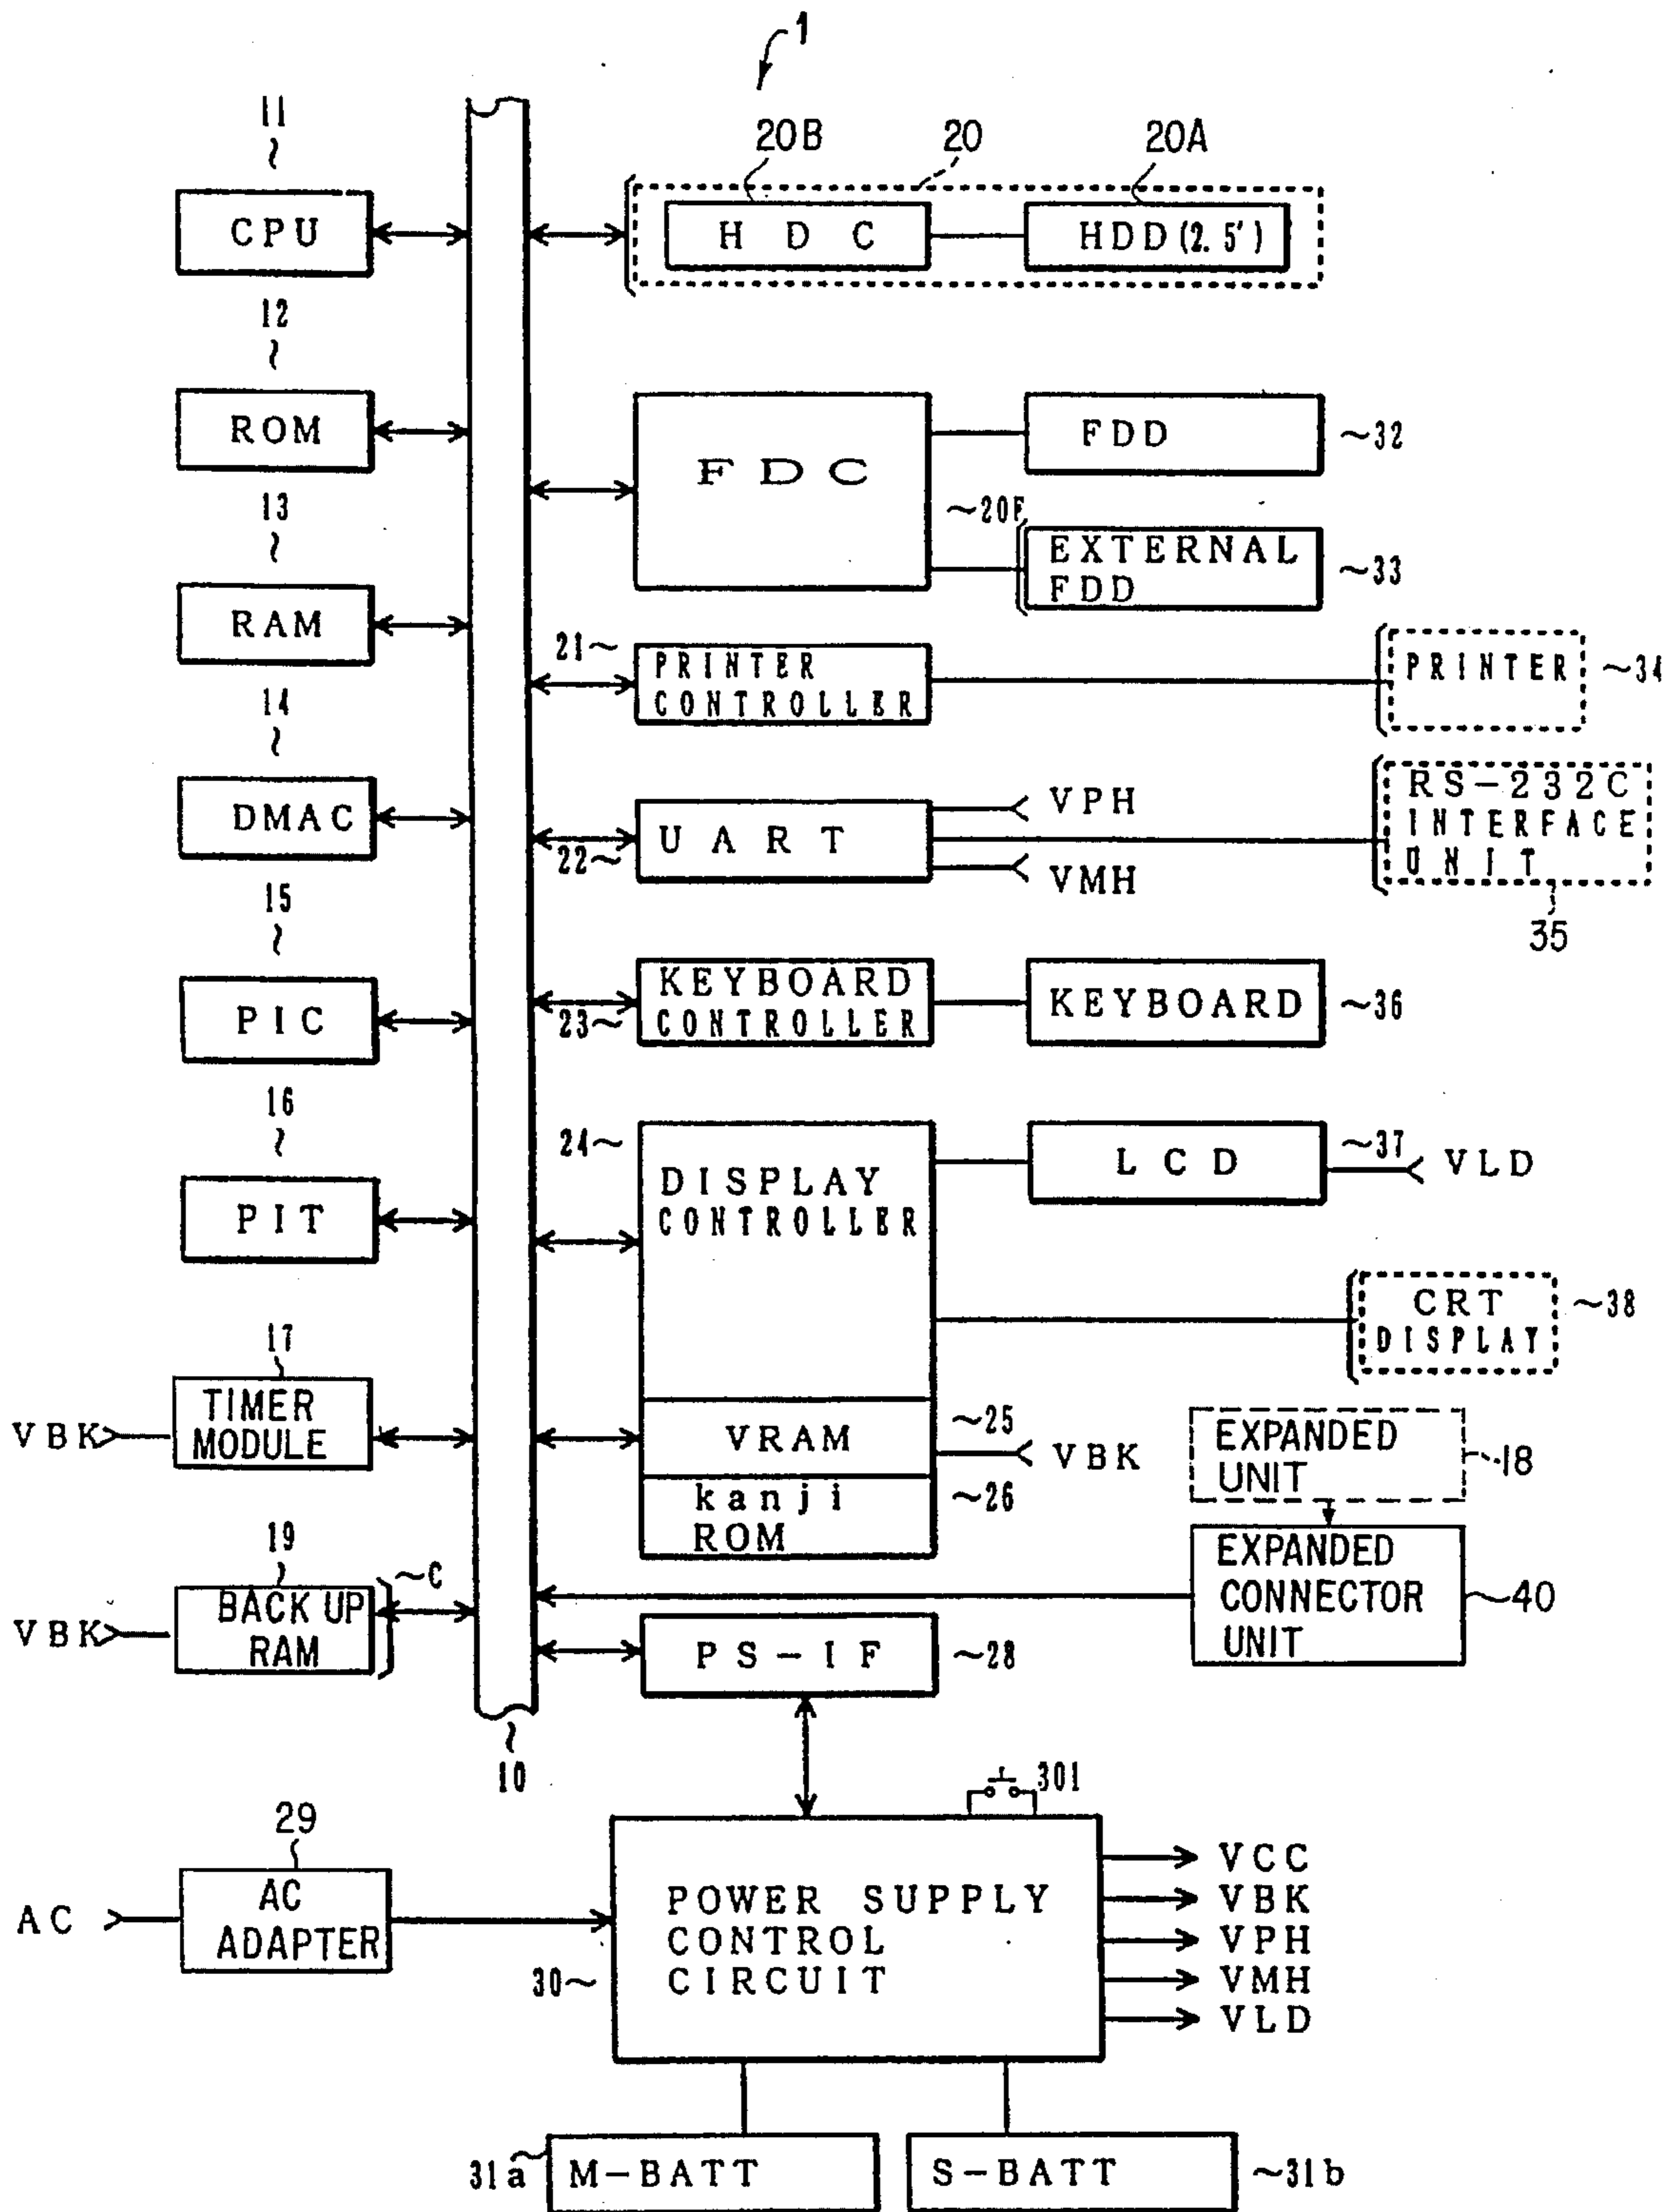 1
11
20B
20
20A
CPU
HDC
HDD(2.5')
12
ROM
FDC
FDD
32
13
20F
EXTERNAL
FDD
33
RAM
21
PRINTER
CONTROLLER
PRINTER
34
14
DMAC
22
UART
VPH
VMH
RS-232C
INTERFACE
UNIT
35
15
PIC
23
KEYBOARD
CONTROLLER
KEYBOARD
36
16
PIT
24
DISPLAY
CONTROLLER
LCD
37
VLD
CRT
DISPLAY
38
17
VBK
TIMER
MODULE
VRAM
25
VBK
kanji
ROM
26
EXPANDED
UNIT
18
19
VBK
BACK UP
RAM
C
EXPANDED
CONNECTOR
UNIT
40
PS-IF
28
10
301
29
AC
AC
ADAPTER
30
POWER SUPPLY
CONTROL
CIRCUIT
VCC
VBK
VPH
VMH
VLD
31a
M-BATT
S-BATT
31b